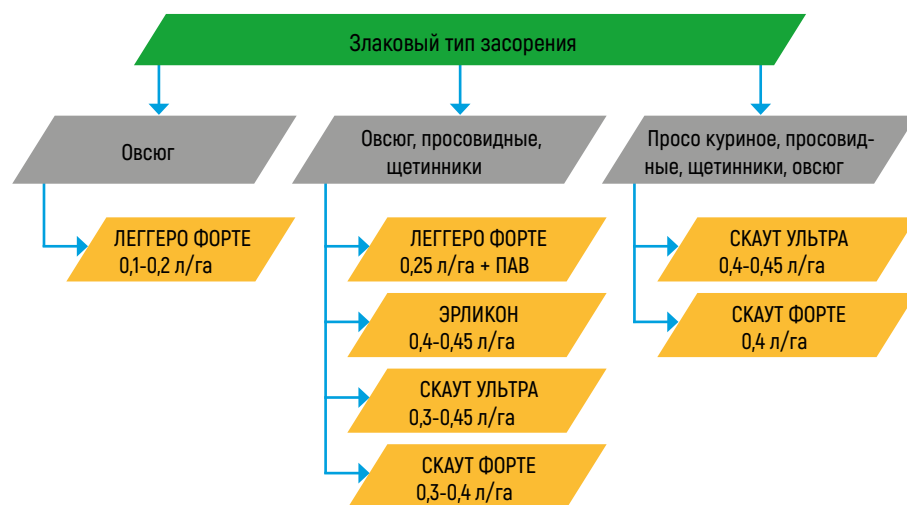 Злаковый тип засорения
Овсюг
ЛЕГГЕРО ФОРТЕ
0,1-0,2 л/га
Овсюг, просовидные,
щетинники
ЛЕГГЕРО ФОРТЕ
0,25 л/га + ПАВ
ЭРЛИКОН
0,4-0,45 л/га
СКАУТ УЛЬТРА
0,3-0,45 л/га
СКАУТ ФОРТЕ
0,3-0,4 л/га
Просо куриное, просовид-
ные, щетинники, овсюг
СКАУТ УЛЬТРА
0,4-0,45 л/га
СКАУТ ФОРТЕ
0,4 л/га